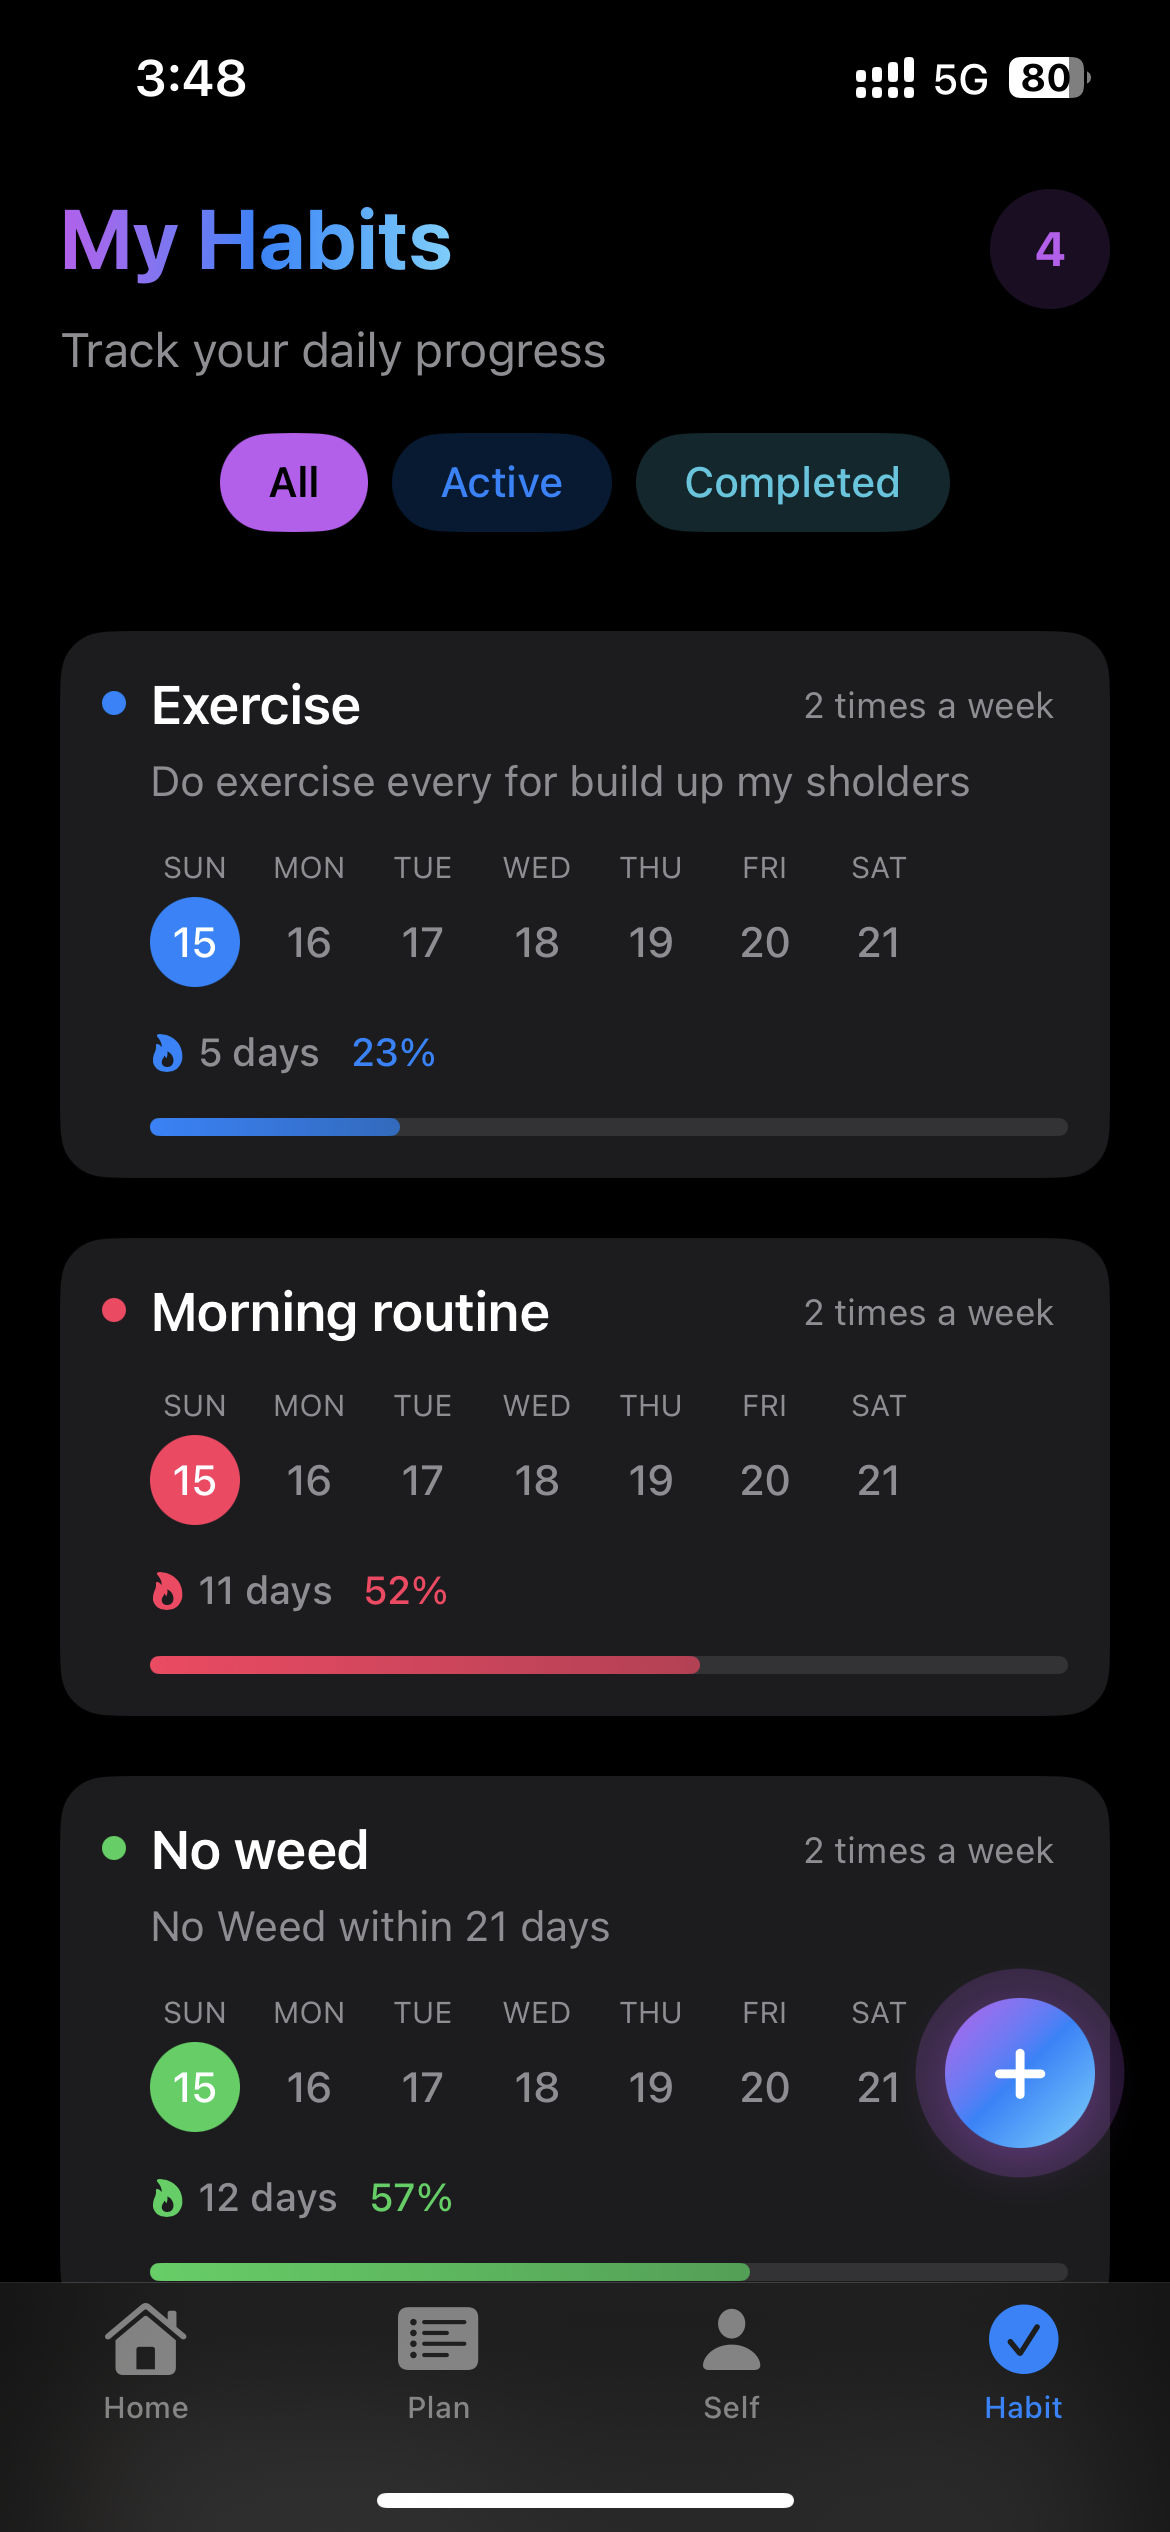 3:48 5G 80
My Habits
4
Track your daily progress
All Active Completed
Exercise 2 times a week
Do exercise every for build up my sholders
SUN MON TUE WED THU FRI SAT
15 16 17 18 19 20 21
5 days 23%
Morning routine 2 times a week
SUN MON TUE WED THU FRI SAT
15 16 17 18 19 20 21
11 days 52%
No weed 2 times a week
No Weed within 21 days
SUN MON TUE WED THU FRI SAT
15 16 17 18 19 20 21
12 days 57%
Home Plan Self Habit